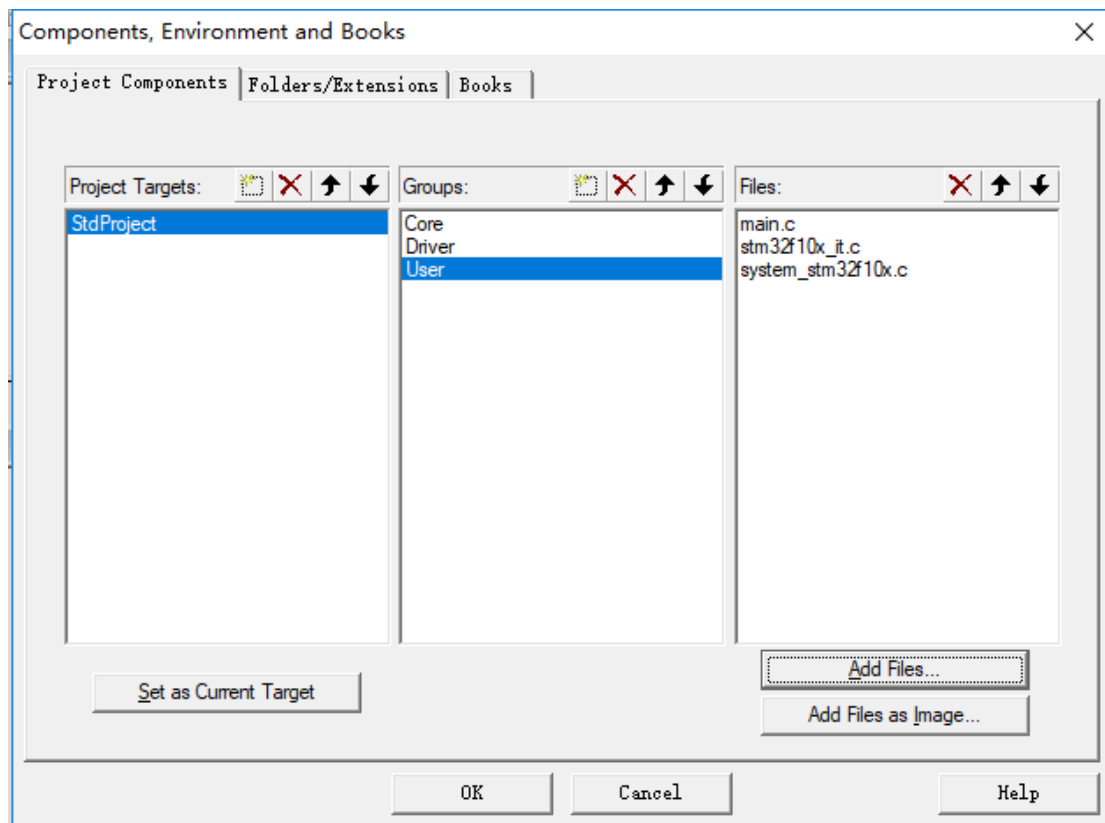 Components, Environment and Books
Project Components Folders/Extensions Books
Project Targets: Groups: Files:
StdProject
Core
Driver
User
main.c
stm32f10x_it.c
system_stm32f10x.c
Set as Current Target
Add Files...
Add Files as Image...
OK Cancel Help